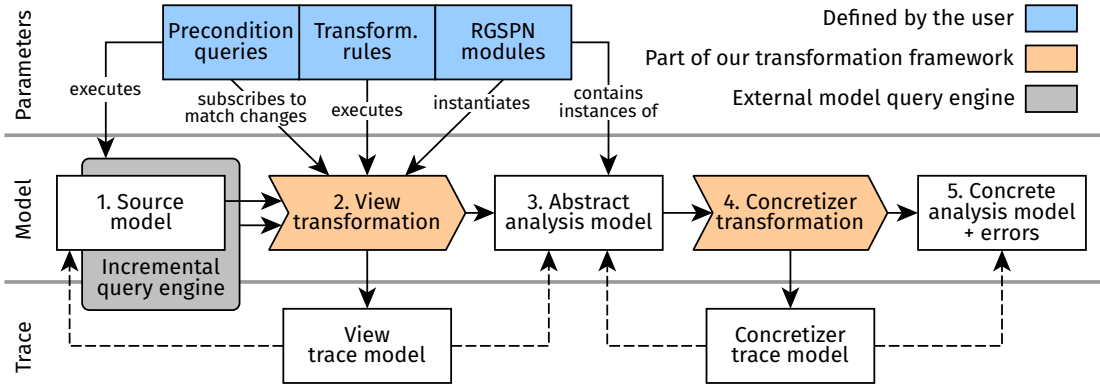 Parameters
Precondition
queries
Transform.
rules
RGSPN
modules
Defined by the user
Part of our transformation framework
External model query engine
executes
subscribes to
match changes
executes
instantiates
contains
instances of
Model
1. Source
model
Incremental
query engine
2. View
transformation
3. Abstract
analysis model
4. Concretizer
transformation
5. Concrete
analysis model
+ errors
Trace
View
trace model
Concretizer
trace model